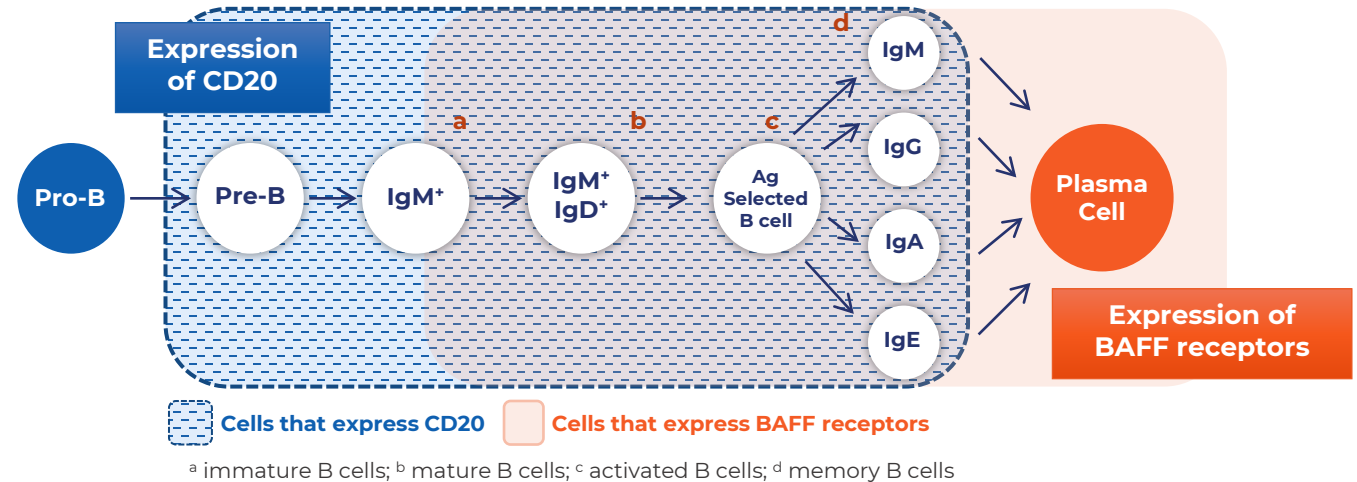 Expression
of CD20
d
IgM
a
b
c
IgG
Pro-B
Pre-B
IgM⁺
IgM⁺
IgD⁺
Ag
Selected
B cell
Plasma
Cell
IgA
IgE
Expression of
BAFF receptors
Cells that express CD20
Cells that express BAFF receptors
ᵃ immature B cells; ᵇ mature B cells; ᶜ activated B cells; ᵈ memory B cells